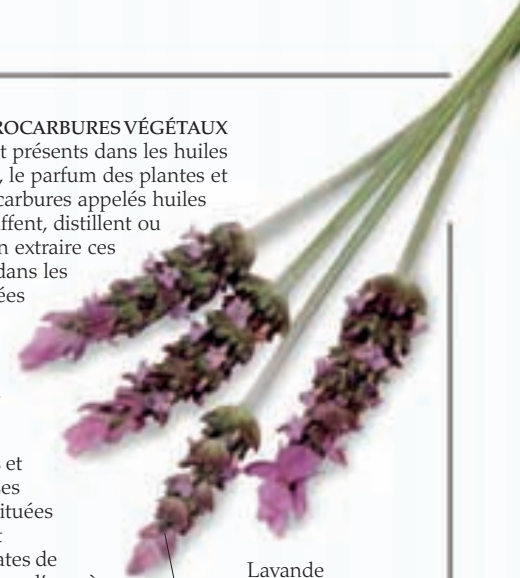 ROCARBURES VÉGÉTAUX
t présents dans les huiles
, le parfum des plantes et
carbures appelés huiles
ffent, distillent ou
n extraire ces
dans les
ées
et
es
ituées
t
ates de
Lavande